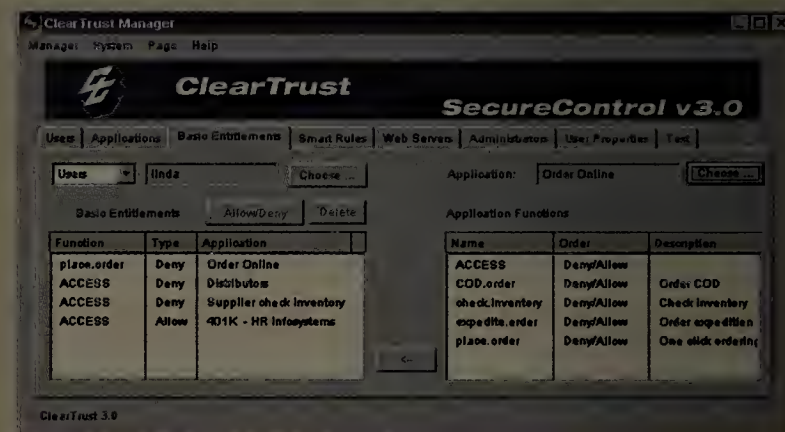 ClearTrust Manager
Manager System Page Help
ClearTrust
SecureControl v3.0
Users Applications Basic Entitlements Smart Rules Web Servers Administrators User Properties Test
Users linda Choose ... Application: Order Online Choose ...
Basic Entitlements Allow/Deny Delete Application Functions
Function Type Application Name Order Description
place.order Deny Order Online ACCESS Deny/Allow
ACCESS Deny Distributors COD.order Deny/Allow Order COD
ACCESS Deny Supplier check Inventory check.inventory Deny/Allow Check inventory
ACCESS Allow 401K - HR Infosystems expedite.order Deny/Allow Order expedition
place.order Deny/Allow One click ordering
<-
ClearTrust 3.0